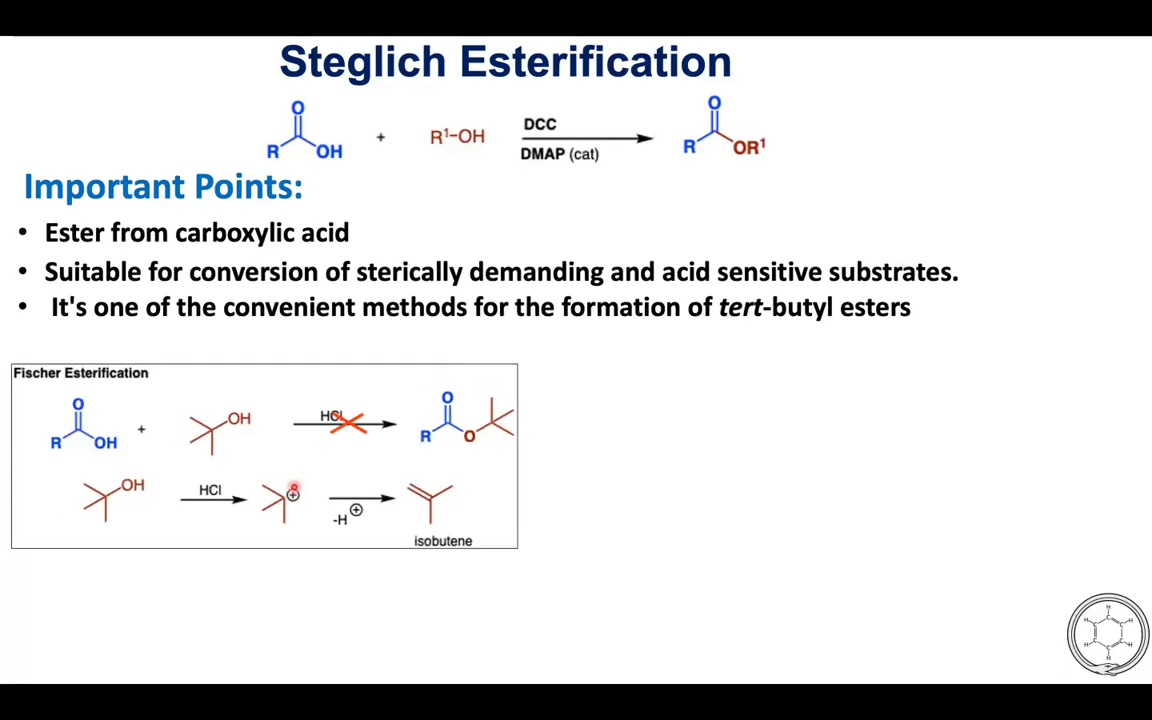 Steglich Esterification
O
R OH + R¹–OH DCC DMAP (cat) O R OR¹
Important Points:
• Ester from carboxylic acid
• Suitable for conversion of sterically demanding and acid sensitive substrates.
• It's one of the convenient methods for the formation of tert-butyl esters
Fischer Esterification
O
R OH + OH HCl O R O
OH HCl ⊕ -H ⊕
isobutene
H
H H
H H
H